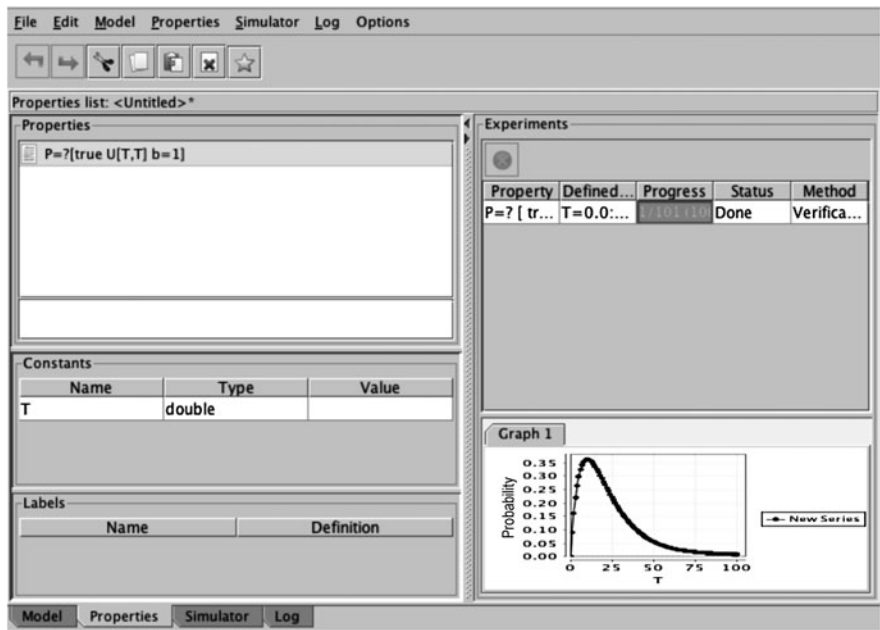 File Edit Model Properties Simulator Log Options
Properties list: <Untitled>*
Properties
P=?[true U[T,T] b=1]
Constants
Name Type Value
T double
Labels
Name Definition
Experiments
Property Defined... Progress Status Method
P=? [ tr... T=0.0:... 1/101 (10 Done Verifica...
Graph 1
Probability
0.35
0.30
0.25
0.20
0.15
0.10
0.05
0.00
0 25 50 75 100
T
New Series
Model Properties Simulator Log